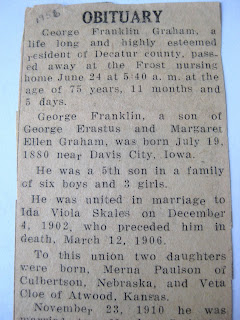 1956
OBITUARY
George Franklin Graham, a
life long and highly esteemed
resident of Decatur county, pass-
ed away at the Frost nursing
home June 24 at 5:40 a. m. at the
age of 75 years, 11 months and
5 days.
George Franklin, a son of
George Erastus and Margaret
Ellen Graham, was born July 19,
1880 near Davis City, Iowa.
He was a 5th son in a family
of six boys and 3 girls.
He was united in marriage to
Ida Viola Skales on December
4, 1902, who preceded him in
death, March 12, 1906.
To this union two daughters
were born, Merna Paulson of
Culbertson, Nebraska, and Veta
Cloe of Atwood, Kansas.
November 23, 1910 he was